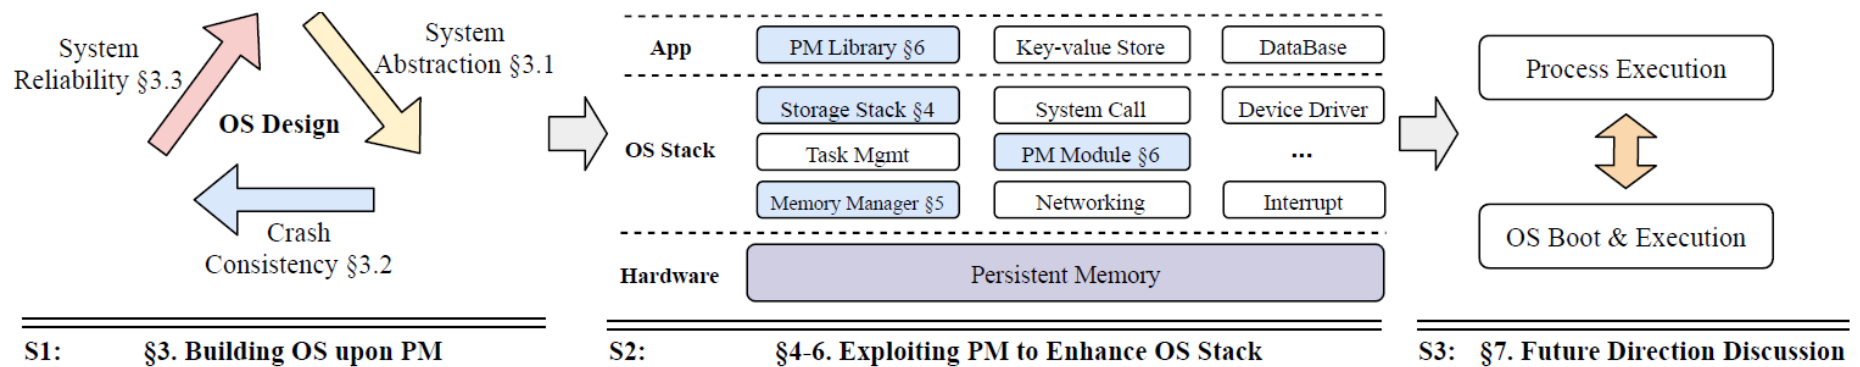 System
Reliability §3.3
System
Abstraction §3.1
OS Design
Crash
Consistency §3.2
S1: §3. Building OS upon PM
App
PM Library §6
Key-value Store
DataBase
OS Stack
Storage Stack §4
System Call
Device Driver
Task Mgmt
PM Module §6
...
Memory Manager §5
Networking
Interrupt
Hardware
Persistent Memory
S2: §4-6. Exploiting PM to Enhance OS Stack
Process Execution
OS Boot & Execution
S3: §7. Future Direction Discussion